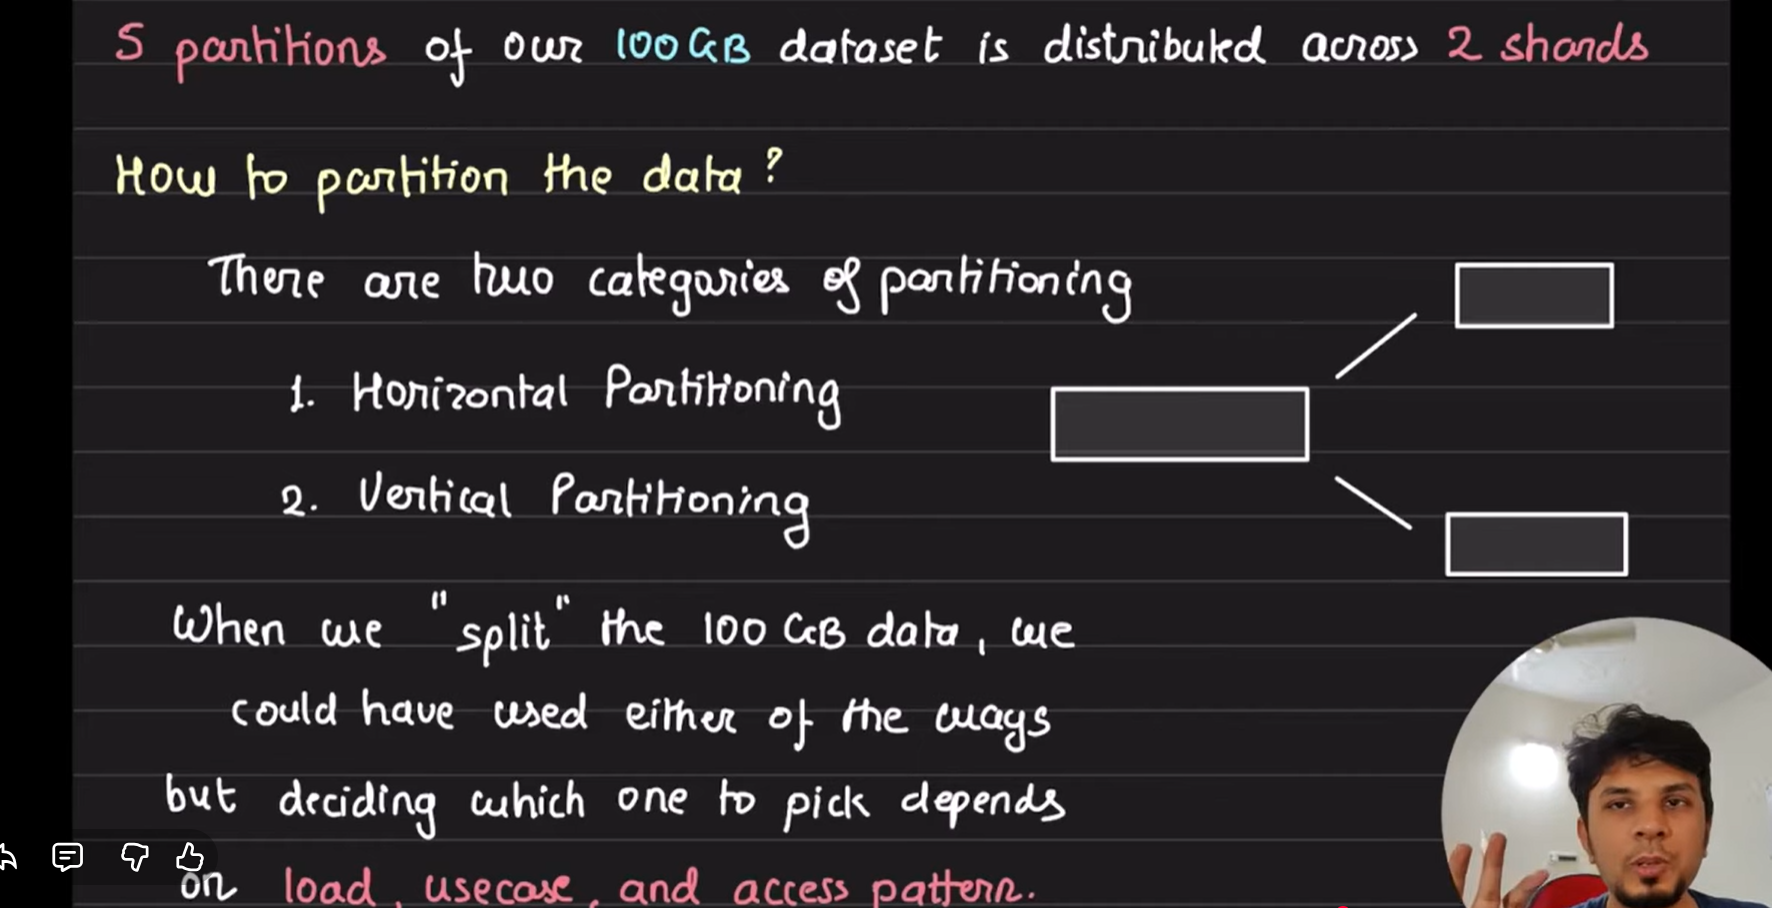 5 partitions of our 100GB dataset is distributed across 2 shards
How to partition the data?
There are two categories of partitioning
1. Horizontal Partitioning
2. Vertical Partitioning
When we "split" the 100 GB data, we
could have used either of the ways
but deciding which one to pick depends
on load, usecase, and access pattern.